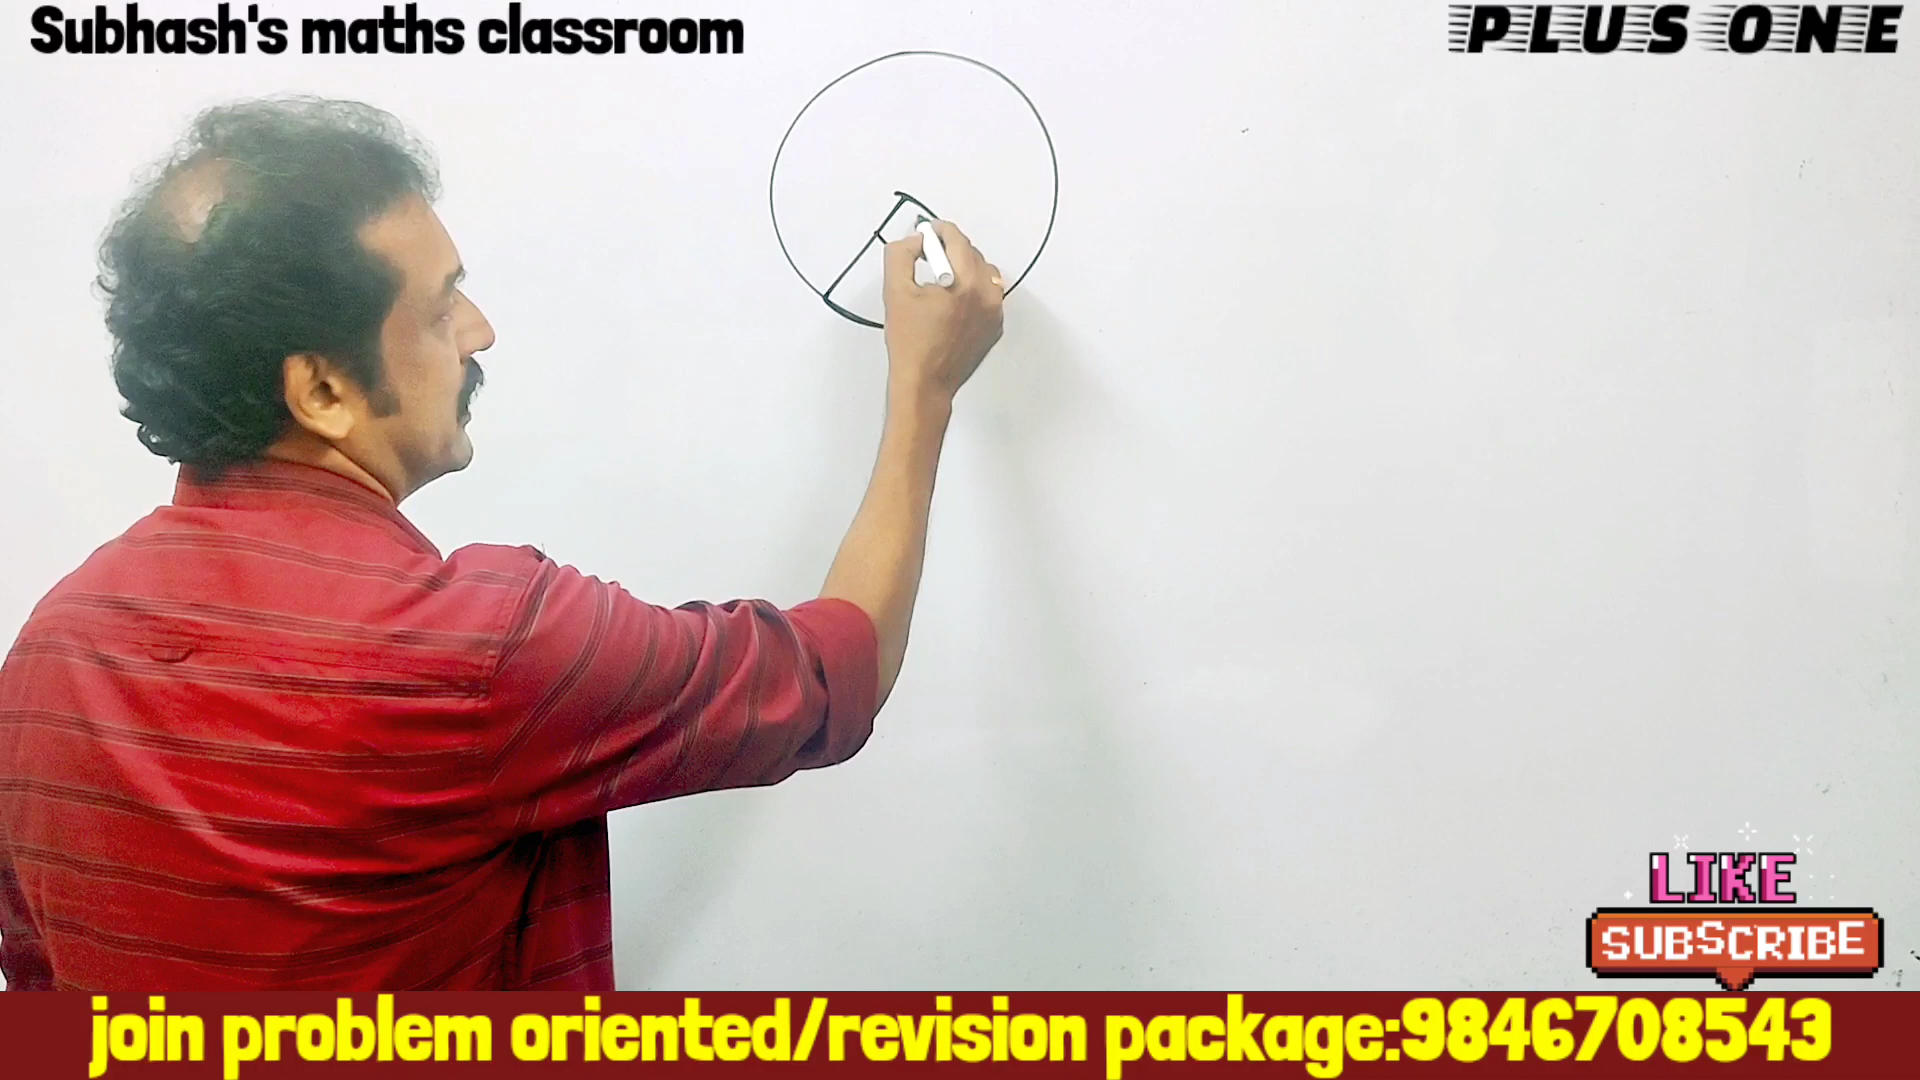 Subhash's maths classroom
PLUS ONE
LIKE
SUBSCRIBE
join problem oriented/revision package:9846708543